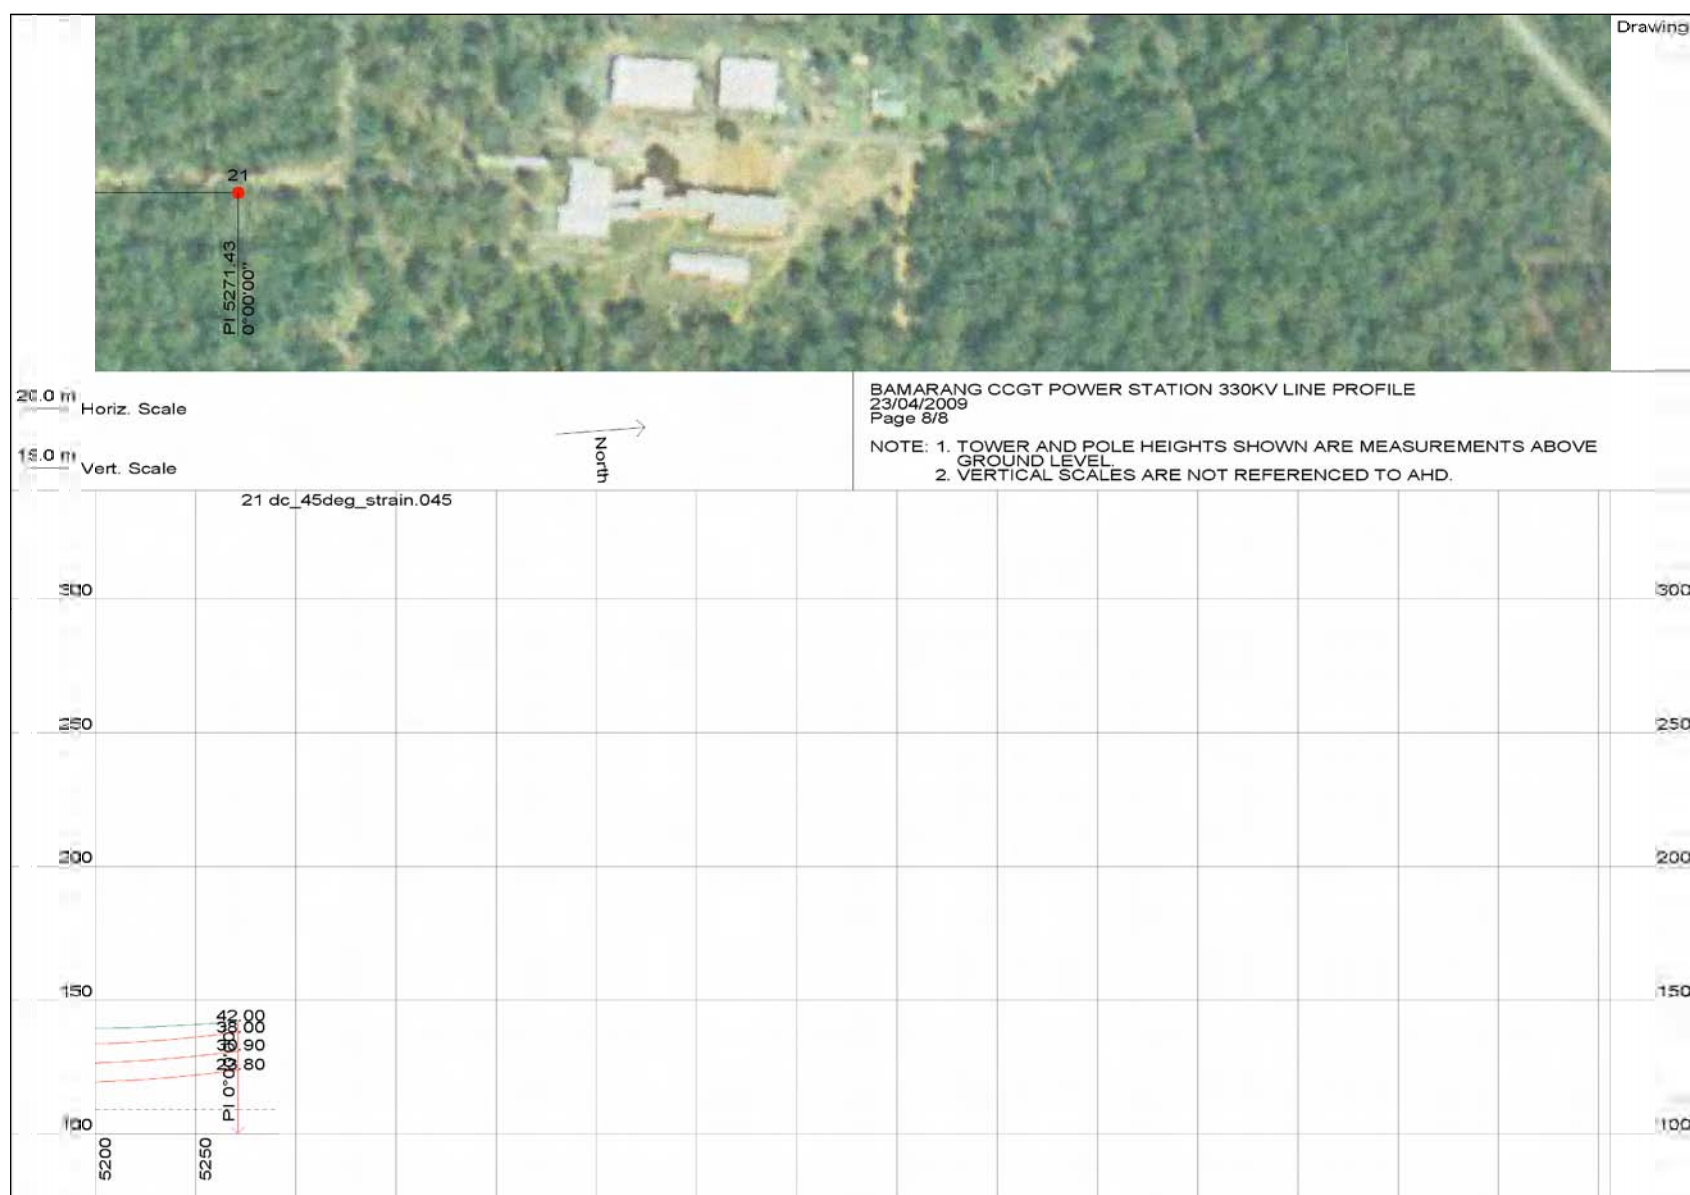 Drawing
21
PI 5271.43
0°00'00"
20.0 m
Horiz. Scale
15.0 m
Vert. Scale
North
BAMARANG CCGT POWER STATION 330KV LINE PROFILE
23/04/2009
Page 8/8
NOTE: 1. TOWER AND POLE HEIGHTS SHOWN ARE MEASUREMENTS ABOVE
GROUND LEVEL.
2. VERTICAL SCALES ARE NOT REFERENCED TO AHD.
21 dc_45deg_strain.045
300 300
250 250
200 200
150 150
42.00
38.00
30.90
23.80
PI
100 100
5200
5250